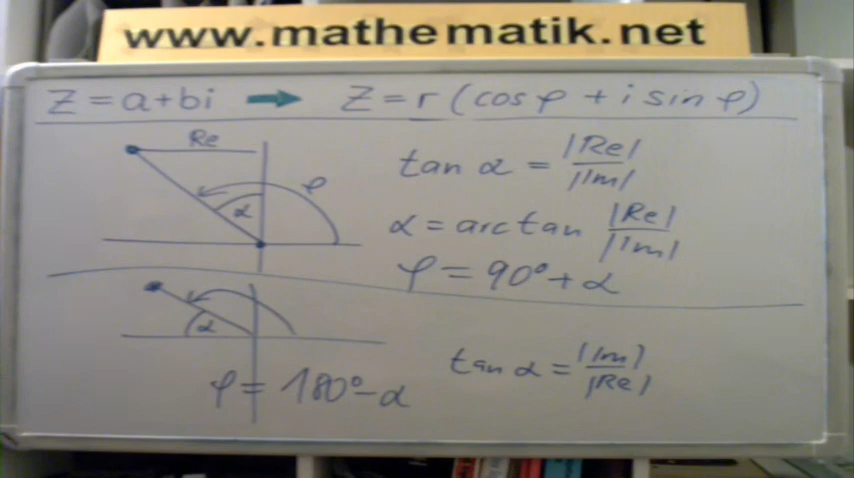 www.mathematik.net
Z = a + bi → Z = r (cos φ + i sin φ)
Re
φ
α
tan α = |Re| / |Im|
α = arctan |Re| / |Im|
φ = 90° + α
α
tan α = |Im| / |Re|
φ = 180° - α